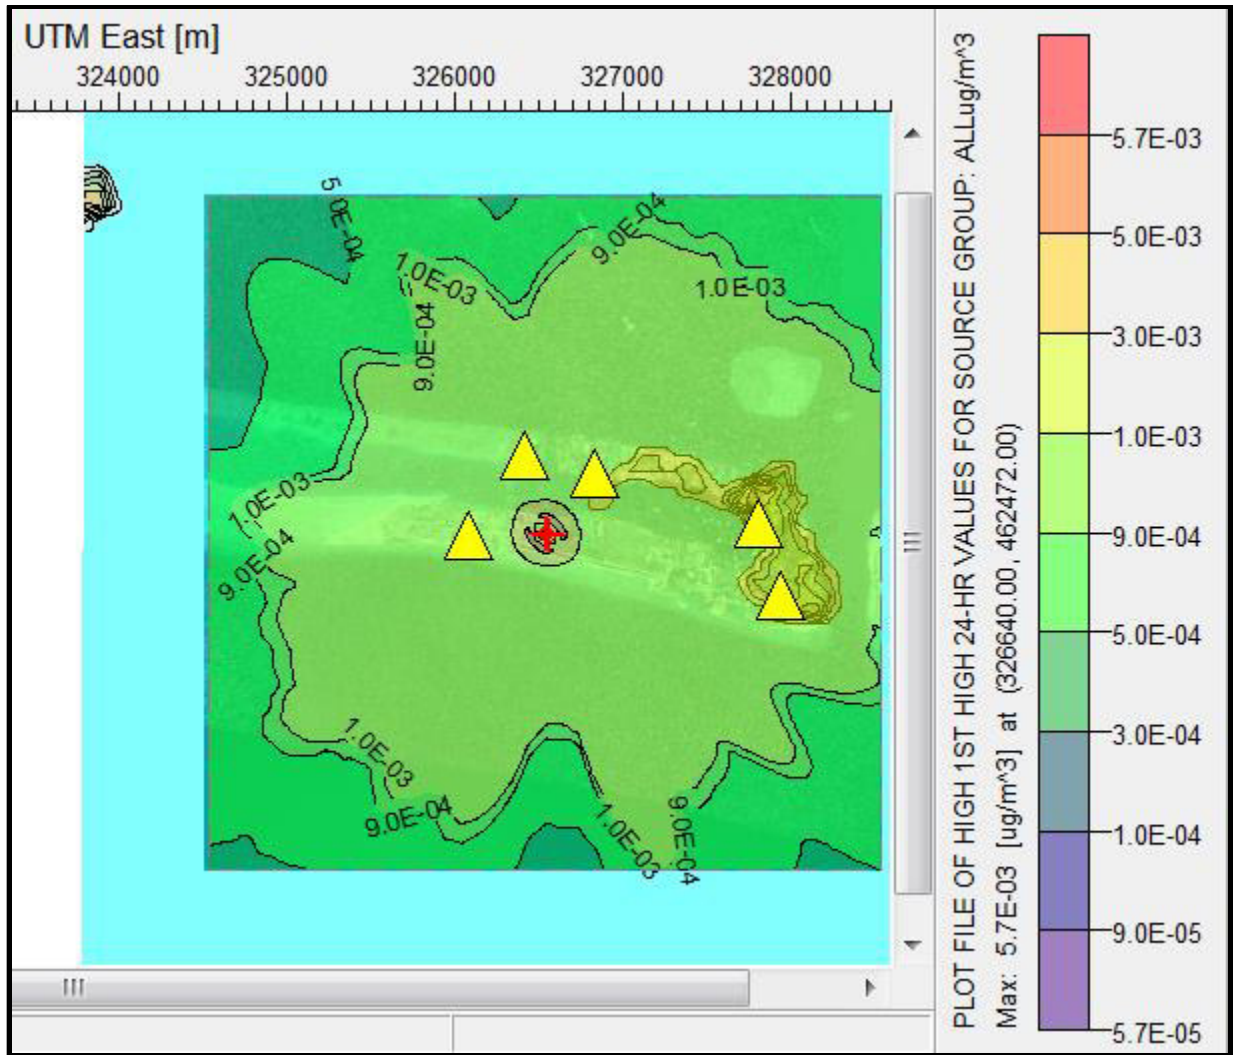 UTM East [m]
324000 325000 326000 327000 328000
5.0E-04
9.0E-04
1.0E-03
1.0E-03
9.0E-04
1.0E-03
9.0E-04
1.0E-03
9.0E-04
1.0E-03
9.0E-04
PLOT FILE OF HIGH 1ST HIGH 24-HR VALUES FOR SOURCE GROUP: ALLug/m^3
Max: 5.7E-03 [ug/m^3] at (326640.00, 462472.00)
5.7E-03
5.0E-03
3.0E-03
1.0E-03
9.0E-04
5.0E-04
3.0E-04
1.0E-04
9.0E-05
5.7E-05